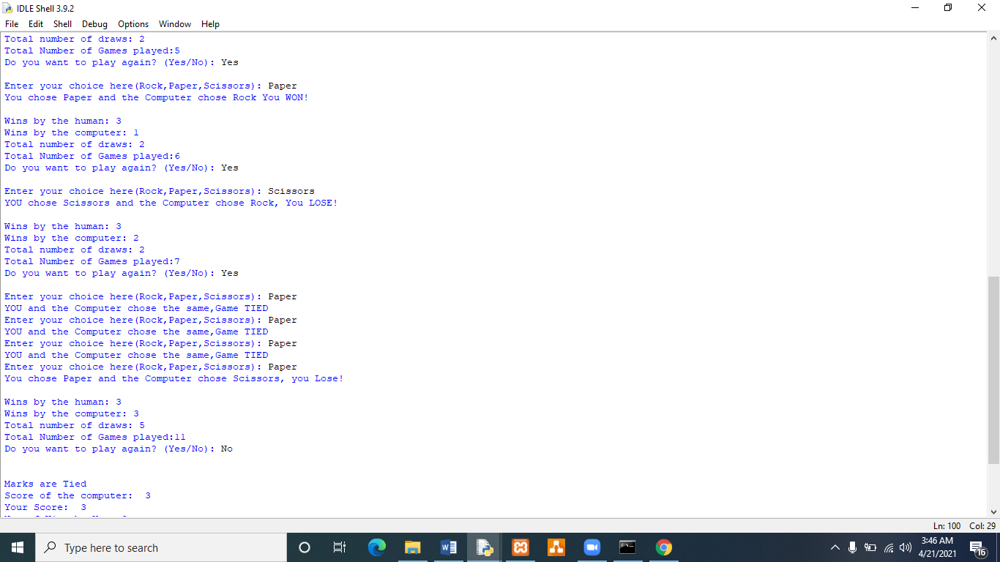 IDLE Shell 3.9.2
File Edit Shell Debug Options Window Help
Total number of draws: 2
Total Number of Games played:5
Do you want to play again? (Yes/No): Yes
Enter your choice here(Rock,Paper,Scissors): Paper
You chose Paper and the Computer chose Rock You WON!
Wins by the human: 3
Wins by the computer: 1
Total number of draws: 2
Total Number of Games played:6
Do you want to play again? (Yes/No): Yes
Enter your choice here(Rock,Paper,Scissors): Scissors
YOU chose Scissors and the Computer chose Rock, You LOSE!
Wins by the human: 3
Wins by the computer: 2
Total number of draws: 2
Total Number of Games played:7
Do you want to play again? (Yes/No): Yes
Enter your choice here(Rock,Paper,Scissors): Paper
YOU and the Computer chose the same,Game TIED
Enter your choice here(Rock,Paper,Scissors): Paper
YOU and the Computer chose the same,Game TIED
Enter your choice here(Rock,Paper,Scissors): Paper
YOU and the Computer chose the same,Game TIED
Enter your choice here(Rock,Paper,Scissors): Paper
You chose Paper and the Computer chose Scissors, you Lose!
Wins by the human: 3
Wins by the computer: 3
Total number of draws: 5
Total Number of Games played:11
Do you want to play again? (Yes/No): No
Marks are Tied
Score of the computer:  3
Your Score:  3
Ln: 100 Col: 29
Type here to search
3:46 AM
4/21/2021
16